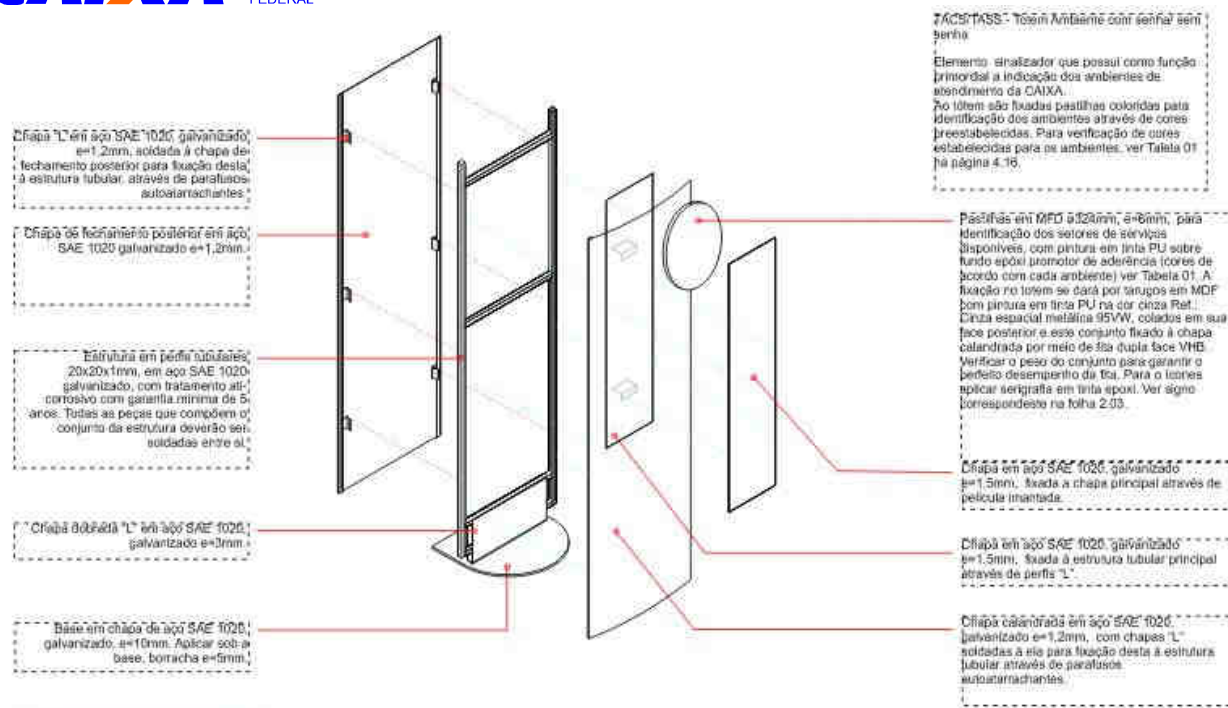 CAIXA
FEDERAL
TACS/TASS - Totem Ambiente com senha/ sem
senha
Elemento sinalizador que possui como função
primordial a indicação dos ambientes de
atendimento da CAIXA.
Ao tótem são fixadas pastilhas coloridas para
identificação dos ambientes através de cores
preestabelecidas. Para verificação de cores
estabelecidas para os ambientes, ver Talela 01
na página 4.16.
Chapa "L" em aço SAE 1020, galvanizado,
e=1,2mm, soldada à chapa de
fechamento posterior para fixação desta
à estrutura tubular, através de parafusos
autoatarrachantes.
Chapa de fechamento posterior em aço
SAE 1020 galvanizado e=1,2mm.
Estrutura em perfis tubulares,
20x20x1mm, em aço SAE 1020
galvanizado, com tratamento ati-
corrosivo com garantia mínima de 5
anos. Todas as peças que compõem o
conjunto da estrutura deverão ser
soldadas entre si.
Chapa dobrada "L" em aço SAE 1020,
galvanizado e=3mm.
Base em chapa de aço SAE 1020,
galvanizado, e=10mm. Aplicar sob a
base, borracha e=5mm.
Pastilhas em MFD ø324mm, e=6mm, para
identificação dos setores de serviços
disponíveis, com pintura em tinta PU sobre
fundo epóxi promotor de aderência (cores de
acordo com cada ambiente) ver Tabela 01. A
fixação no totem se dará por tarugos em MDF
com pintura em tinta PU na cor cinza Ref.:
Cinza espacial metálica 95VW, colados em sua
face posterior e este conjunto fixado à chapa
calandrada por meio de fita dupla face VHB.
Verificar o peso do conjunto para garantir o
perfeito desempenho da fita. Para o ícones
aplicar serigrafia em tinta epoxi. Ver signo
correspondeste na folha 2.03.
Chapa em aço SAE 1020, galvanizado
e=1.5mm, fixada a chapa principal através de
película imantada.
Chapa em aço SAE 1020, galvanizado
e=1.5mm, fixada à estrutura tubular principal
através de perfis "L"
Chapa calandrada em aço SAE 1020,
galvanizado e=1,2mm, com chapas "L"
soldadas à ela para fixação desta à estrutura
tubular através de parafusos
autoatarrachantes.